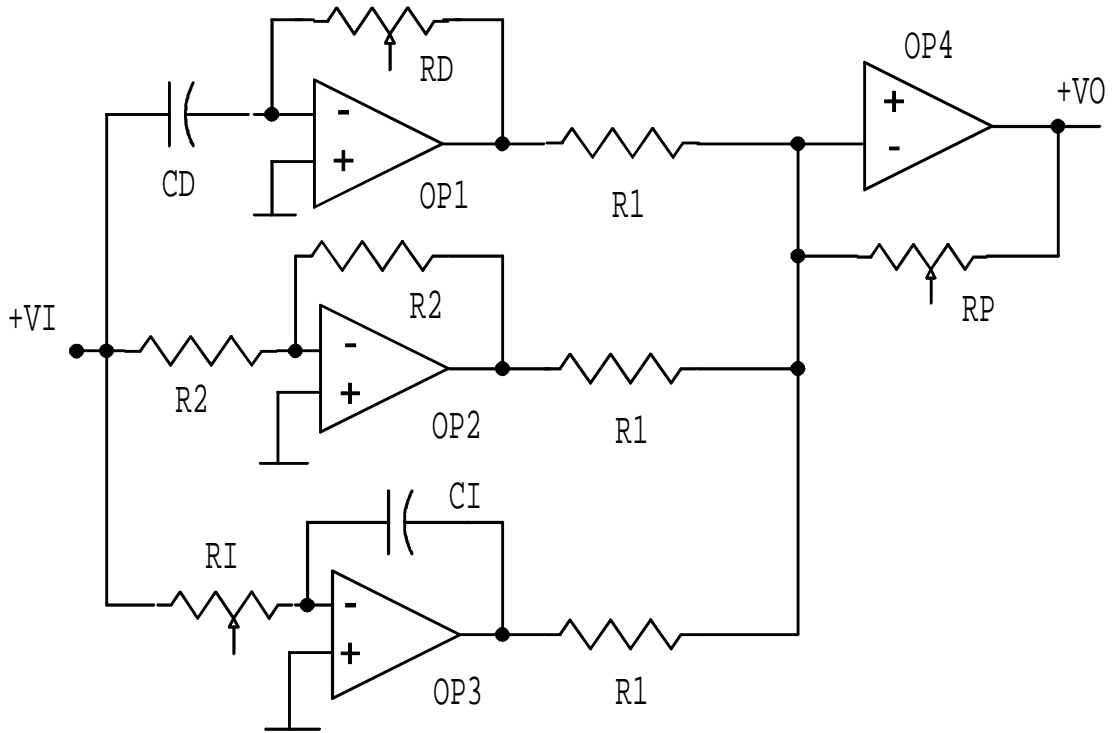 OP4
RD
+VO
+
-
-
+
CD
OP1
R1
R2
RP
+VI
-
R2
+
OP2
R1
CI
RI
-
+
OP3
R1